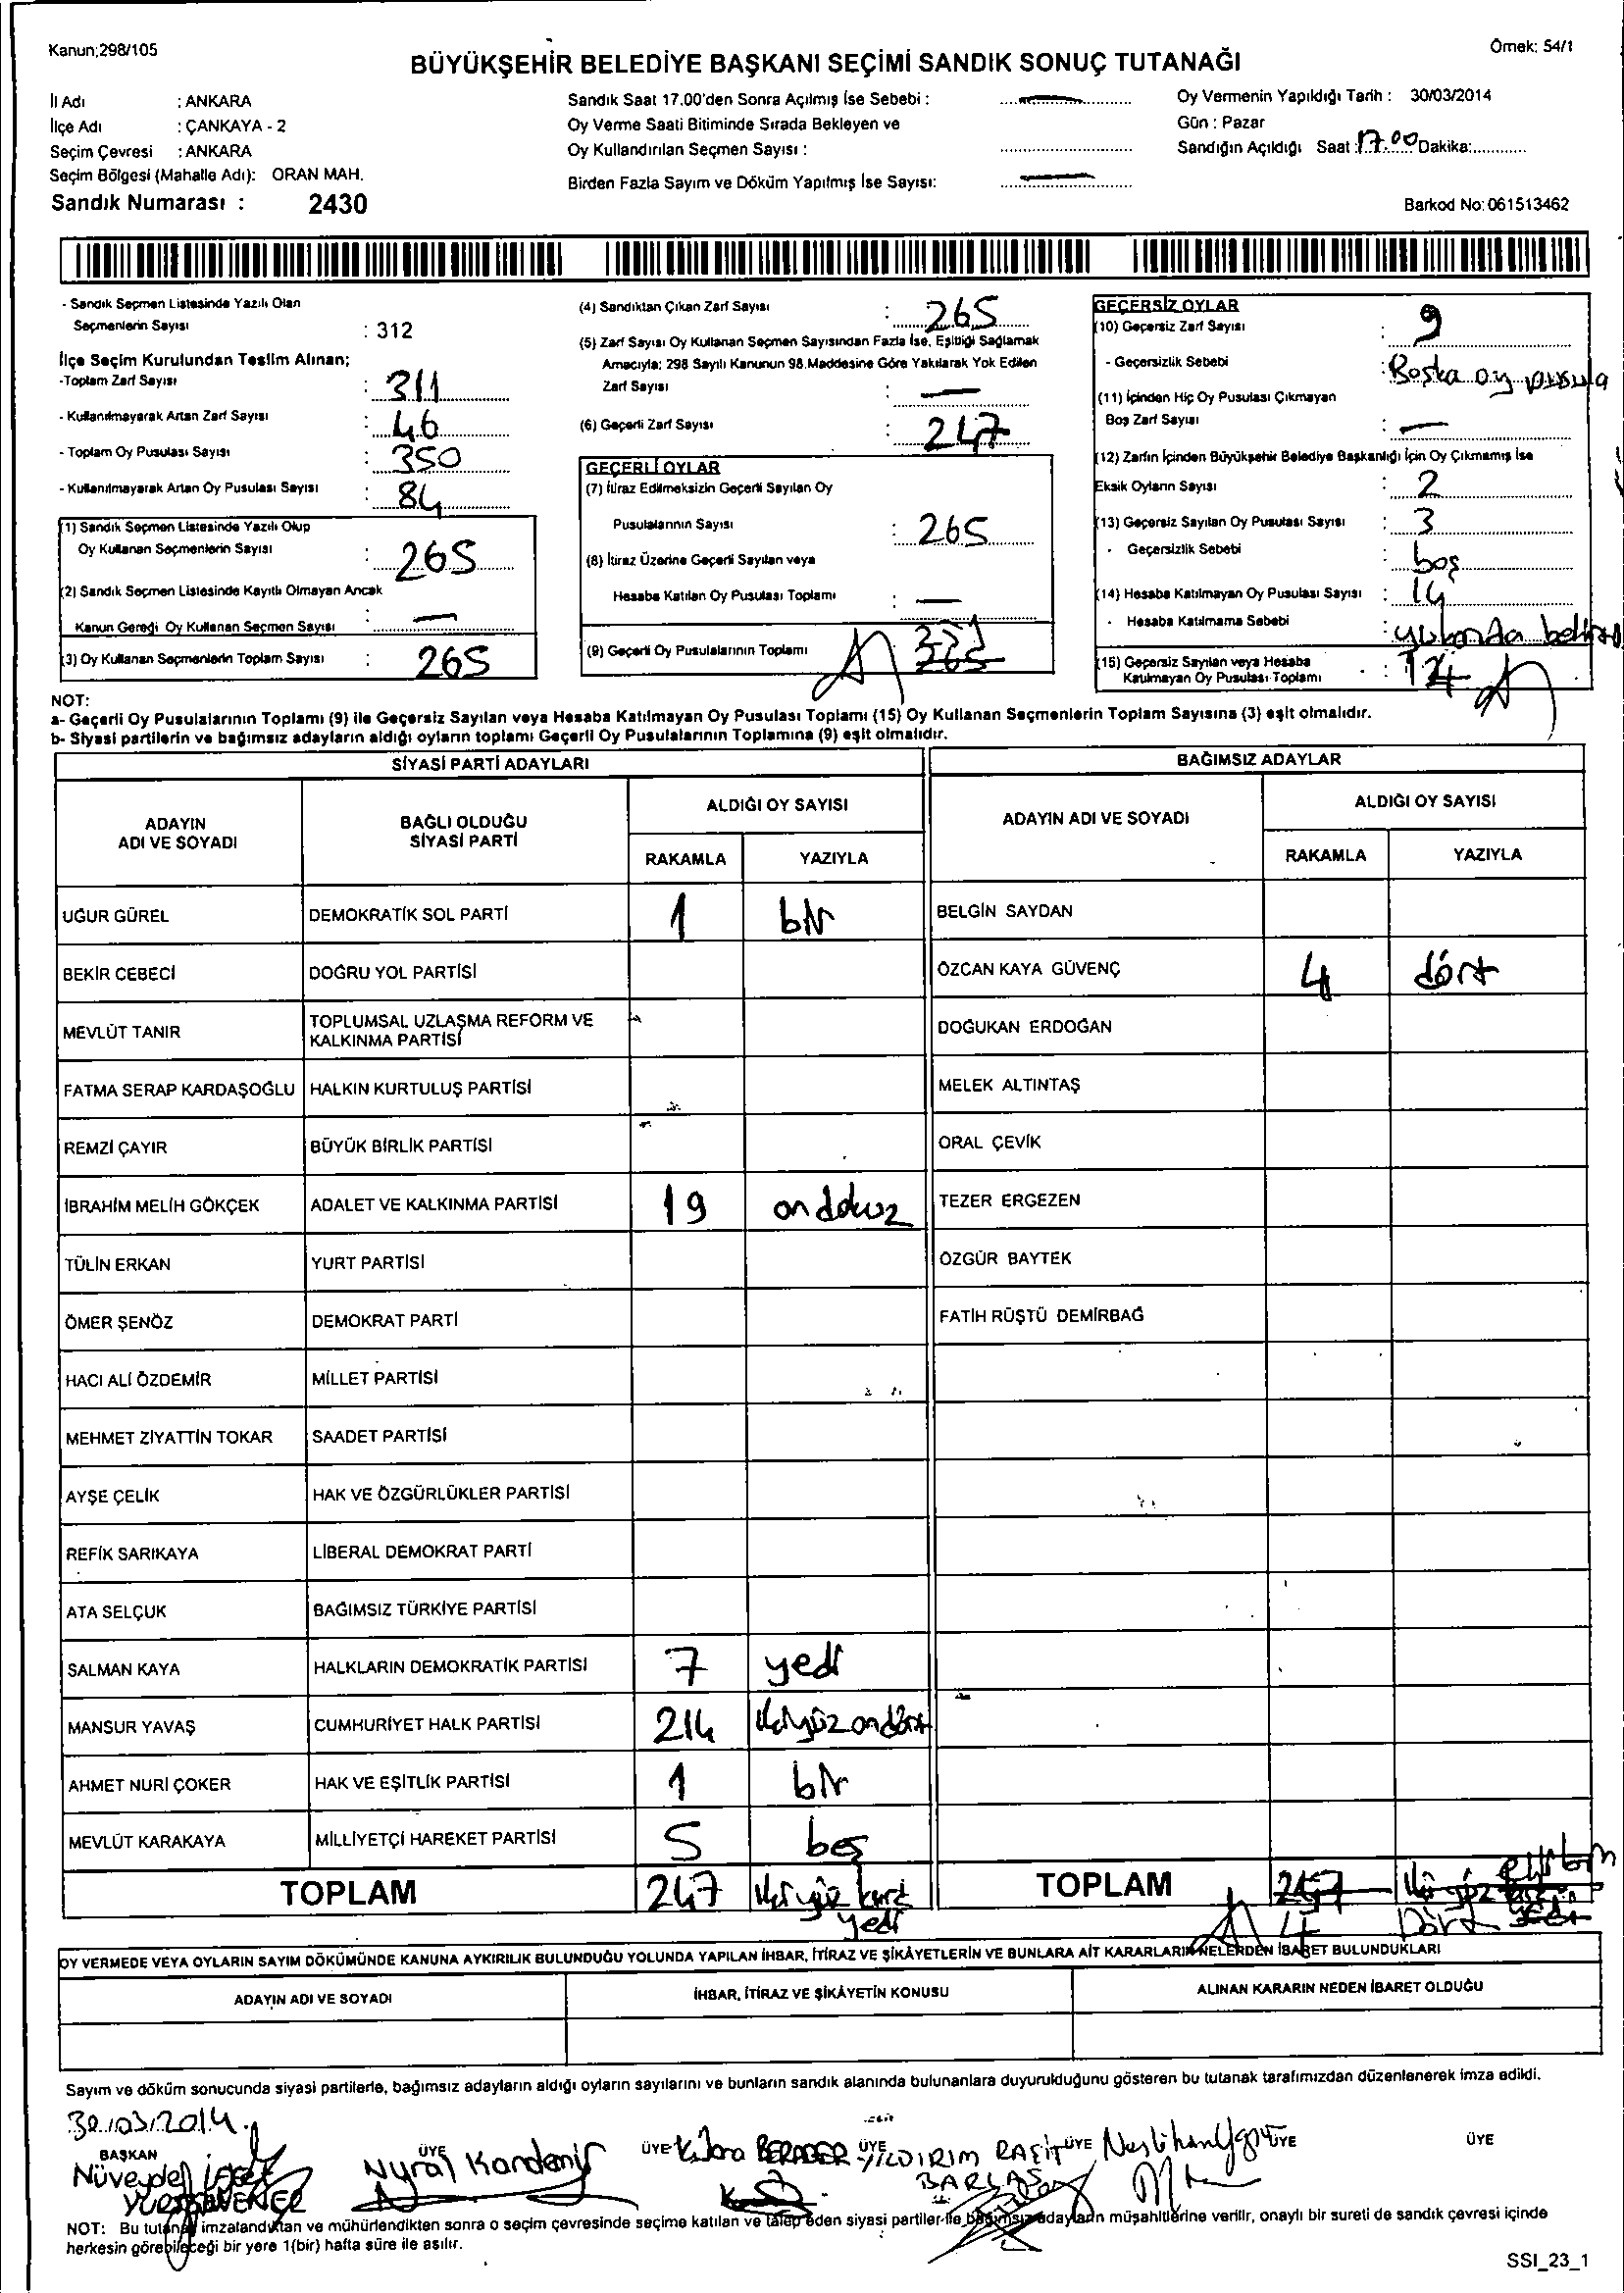 Kanun;298/105
Örnek: 54/1
BÜYÜKŞEHİR BELEDİYE BAŞKANI SEÇİMİ SANDIK SONUÇ TUTANAĞI
İl Adı : ANKARA
İlçe Adı : ÇANKAYA - 2
Seçim Çevresi : ANKARA
Seçim Bölgesi (Mahalle Adı): ORAN MAH.
Sandık Numarası : 2430
Sandık Saat 17.00'den Sonra Açılmış İse Sebebi :
Oy Verme Saati Bitiminde Sırada Bekleyen ve
Oy Kullandırılan Seçmen Sayısı :
Birden Fazla Sayım ve Döküm Yapılmış İse Sayısı:
Oy Vermenin Yapıldığı Tarih : 30/03/2014
Gün : Pazar
Sandığın Açıldığı Saat : 17.00 Dakika:
Barkod No: 061513462
- Sandık Seçmen Listesinde Yazılı Olan
Seçmenlerin Sayısı : 312
İlçe Seçim Kurulundan Teslim Alınan;
-Toplam Zarf Sayısı : 311
- Kullanılmayarak Artan Zarf Sayısı : 46
- Toplam Oy Pusulası Sayısı : 350
- Kullanılmayarak Artan Oy Pusulası Sayısı : 84
(1) Sandık Seçmen Listesinde Yazılı Olup
Oy Kullanan Seçmenlerin Sayısı : 265
(2) Sandık Seçmen Listesinde Kayıtlı Olmayan Ancak
Kanun Gereği Oy Kullanan Seçmen Sayısı : —
(3) Oy Kullanan Seçmenlerin Toplam Sayısı : 265
(4) Sandıktan Çıkan Zarf Sayısı : 265
(5) Zarf Sayısı Oy Kullanan Seçmen Sayısından Fazla İse, Eşitliği Sağlamak
Amacıyla; 298 Sayılı Kanunun 98.Maddesine Göre Yakılarak Yok Edilen
Zarf Sayısı : —
(6) Geçerli Zarf Sayısı : 247
GEÇERLİ OYLAR
(7) İtiraz Edilmeksizin Geçerli Sayılan Oy
Pusulalarının Sayısı : 265
(8) İtiraz Üzerine Geçerli Sayılan veya
Hesaba Katılan Oy Pusulası Toplamı : —
(9) Geçerli Oy Pusulalarının Toplamı
GEÇERSİZ OYLAR
(10) Geçersiz Zarf Sayısı : 9
- Geçersizlik Sebebi : Başka oy pusula
(11) İçinden Hiç Oy Pusulası Çıkmayan
Boş Zarf Sayısı : —
(12) Zarfın İçinden Büyükşehir Belediye Başkanlığı İçin Oy Çıkmamış İse
Eksik Oyların Sayısı : 2
(13) Geçersiz Sayılan Oy Pusulası Sayısı : 3
- Geçersizlik Sebebi : boş
(14) Hesaba Katılmayan Oy Pusulası Sayısı : 14
- Hesaba Katılmama Sebebi : yukarıda
(15) Geçersiz Sayılan veya Hesaba
Katılmayan Oy Pusulası Toplamı : 14
NOT:
a- Geçerli Oy Pusulalarının Toplamı (9) ile Geçersiz Sayılan veya Hesaba Katılmayan Oy Pusulası Toplamı (15) Oy Kullanan Seçmenlerin Toplam Sayısına (3) eşit olmalıdır.
b- Siyasi partilerin ve bağımsız adayların aldığı oyların toplamı Geçerli Oy Pusulalarının Toplamına (9) eşit olmalıdır.
SİYASİ PARTİ ADAYLARI
BAĞIMSIZ ADAYLAR
ADAYIN ADI VE SOYADI
BAĞLI OLDUĞU SİYASİ PARTİ
ALDIĞI OY SAYISI
RAKAMLA YAZIYLA
ADAYIN ADI VE SOYADI
ALDIĞI OY SAYISI
RAKAMLA YAZIYLA
UĞUR GÜREL DEMOKRATİK SOL PARTİ 1 bir BELGİN SAYDAN
BEKİR CEBECİ DOĞRU YOL PARTİSİ ÖZCAN KAYA GÜVENÇ 4 dört
MEVLÜT TANIR TOPLUMSAL UZLAŞMA REFORM VE KALKINMA PARTİSİ DOĞUKAN ERDOĞAN
FATMA SERAP KARDAŞOĞLU HALKIN KURTULUŞ PARTİSİ MELEK ALTINTAŞ
REMZİ ÇAYIR BÜYÜK BİRLİK PARTİSİ ORAL ÇEVİK
İBRAHİM MELİH GÖKÇEK ADALET VE KALKINMA PARTİSİ 19 ondokuz TEZER ERGEZEN
TÜLİN ERKAN YURT PARTİSİ ÖZGÜR BAYTEK
ÖMER ŞENÖZ DEMOKRAT PARTİ FATİH RÜŞTÜ DEMİRBAĞ
HACI ALİ ÖZDEMİR MİLLET PARTİSİ
MEHMET ZİYATTİN TOKAR SAADET PARTİSİ
AYŞE ÇELİK HAK VE ÖZGÜRLÜKLER PARTİSİ
REFİK SARIKAYA LİBERAL DEMOKRAT PARTİ
ATA SELÇUK BAĞIMSIZ TÜRKİYE PARTİSİ
SALMAN KAYA HALKLARIN DEMOKRATİK PARTİSİ 7 yedi
MANSUR YAVAŞ CUMHURİYET HALK PARTİSİ 214 ikiyüz ondört
AHMET NURİ ÇOKER HAK VE EŞİTLİK PARTİSİ 1 bir
MEVLÜT KARAKAYA MİLLİYETÇİ HAREKET PARTİSİ 5 beş
TOPLAM 247 ikiyüz kırk yedi TOPLAM 4 Dört
OY VERMEDE VEYA OYLARIN SAYIM DÖKÜMÜNDE KANUNA AYKIRILIK BULUNDUĞU YOLUNDA YAPILAN İHBAR, İTİRAZ VE ŞİKÂYETLERİN VE BUNLARA AİT KARARLARIN NELERDEN İBARET BULUNDUKLARI
ADAYIN ADI VE SOYADI İHBAR, İTİRAZ VE ŞİKÂYETİN KONUSU ALINAN KARARIN NEDEN İBARET OLDUĞU
Sayım ve döküm sonucunda siyasi partilerle, bağımsız adayların aldığı oyların sayılarını ve bunların sandık alanında bulunanlara duyurulduğunu gösteren bu tutanak tarafımızdan düzenlenerek imza edildi.
30/03/2014
BAŞKAN ÜYE ÜYE ÜYE ÜYE ÜYE ÜYE
Nural YILDIRIM RAŞİT
BARLAS
NOT: Bu tutanak imzalandıktan ve mühürlendikten sonra o seçim çevresinde seçime katılan ve talep eden siyasi partiler ile bağımsız adayların müşahitlerine verilir, onaylı bir sureti de sandık çevresi içinde
herkesin görebileceği bir yere 1(bir) hafta süre ile asılır.
SSI_23_1